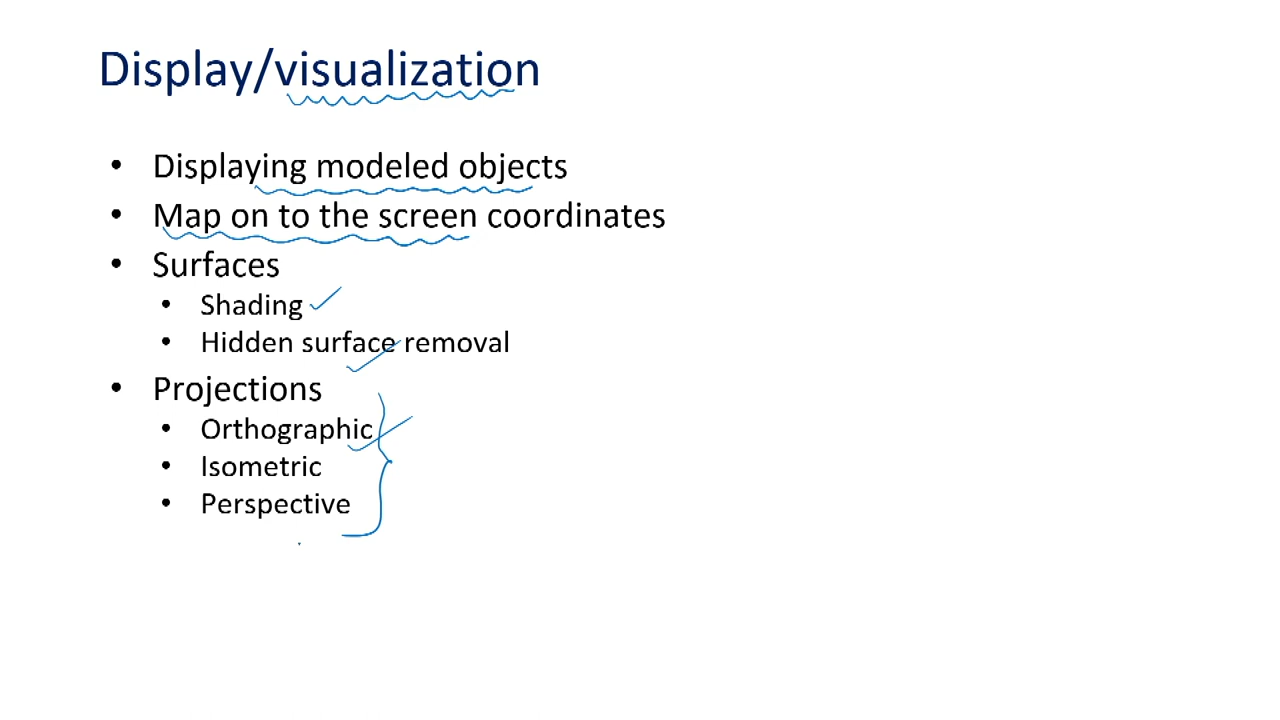 Display/visualization
• Displaying modeled objects
• Map on to the screen coordinates
• Surfaces
• Shading
• Hidden surface removal
• Projections
• Orthographic
• Isometric
• Perspective